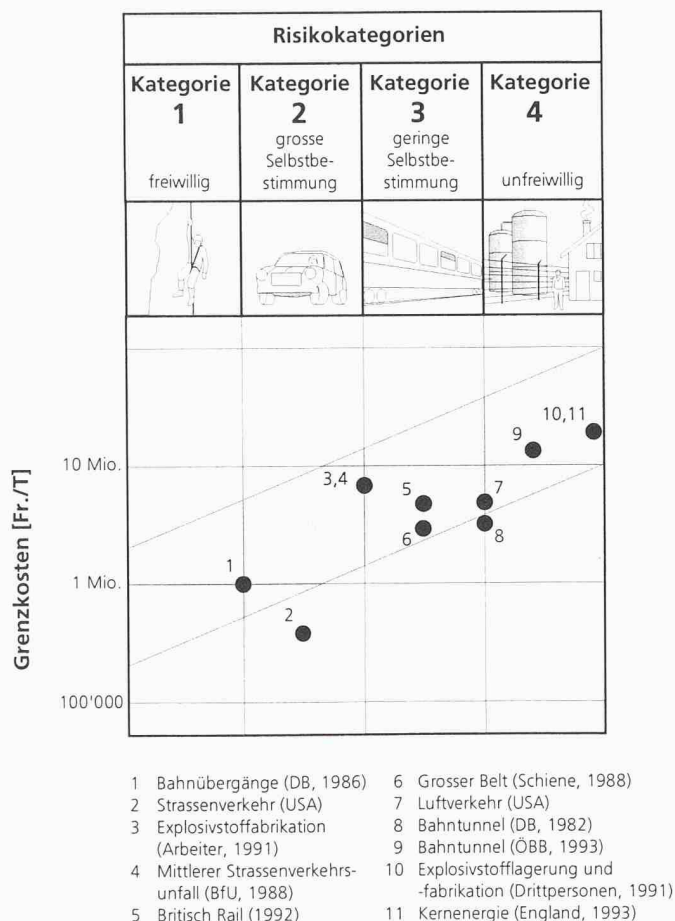 Risikokategorien
Kategorie
1
freiwillig
Kategorie
2
grosse
Selbstbe-
stimmung
Kategorie
3
geringe
Selbstbe-
stimmung
Kategorie
4
unfreiwillig
Grenzkosten [Fr./T]
10 Mio.
1 Mio.
100'000
1
2
3,4
5
6
7
8
9
10,11
1 Bahnübergänge (DB, 1986)
2 Strassenverkehr (USA)
3 Explosivstoffabrikation
(Arbeiter, 1991)
4 Mittlerer Strassenverkehrs-
unfall (BfU, 1988)
5 Britisch Rail (1992)
6 Grosser Belt (Schiene, 1988)
7 Luftverkehr (USA)
8 Bahntunnel (DB, 1982)
9 Bahntunnel (ÖBB, 1993)
10 Explosivstofflagerung und
-fabrikation (Drittpersonen, 1991)
11 Kernenergie (England, 1993)